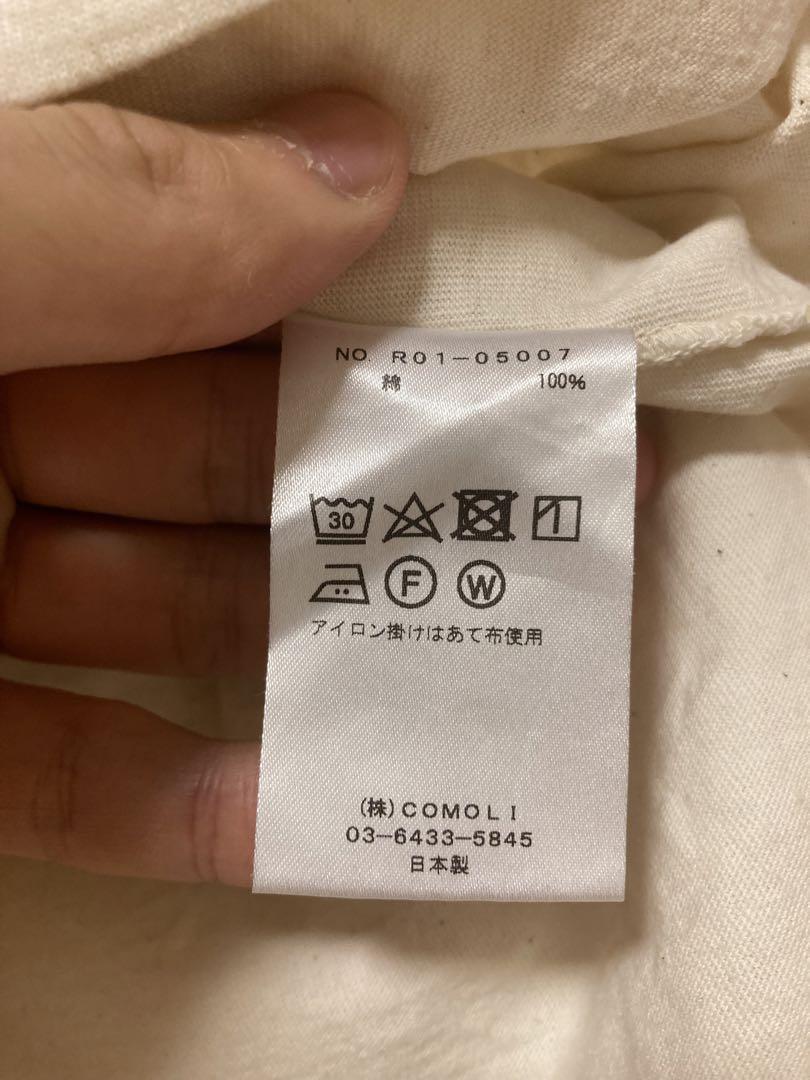 NO. R01-05007
綿 100%
30
F W
アイロン掛けはあて布使用
(株)COMOLI
03-6433-5845
日本製